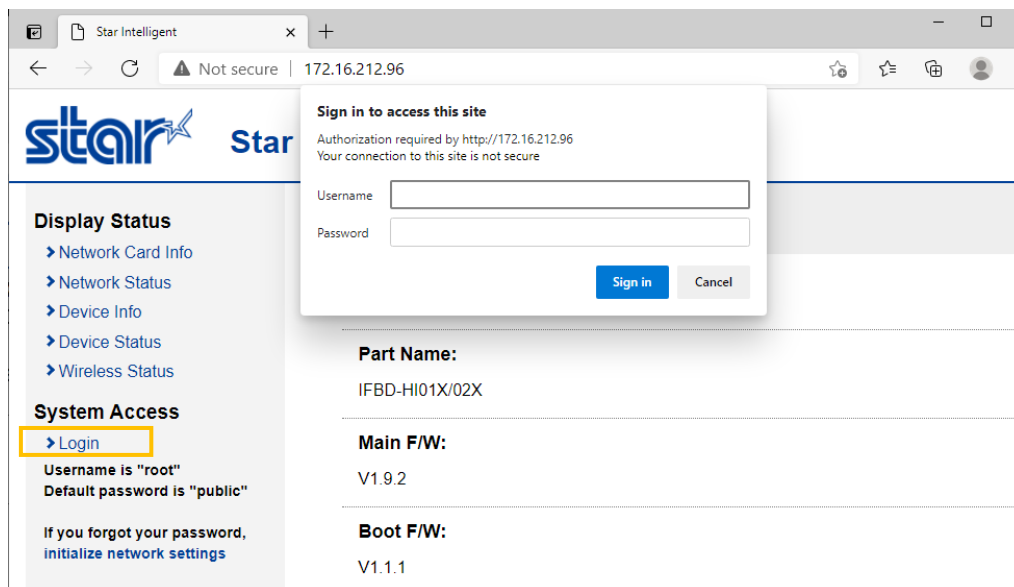 Star Intelligent
Not secure
172.16.212.96
star
Star
Sign in to access this site
Authorization required by http://172.16.212.96
Your connection to this site is not secure
Username
Password
Sign in
Cancel
Display Status
Network Card Info
Network Status
Device Info
Device Status
Wireless Status
System Access
Login
Username is "root"
Default password is "public"
If you forgot your password,
initialize network settings
Part Name:
IFBD-HI01X/02X
Main F/W:
V1.9.2
Boot F/W:
V1.1.1